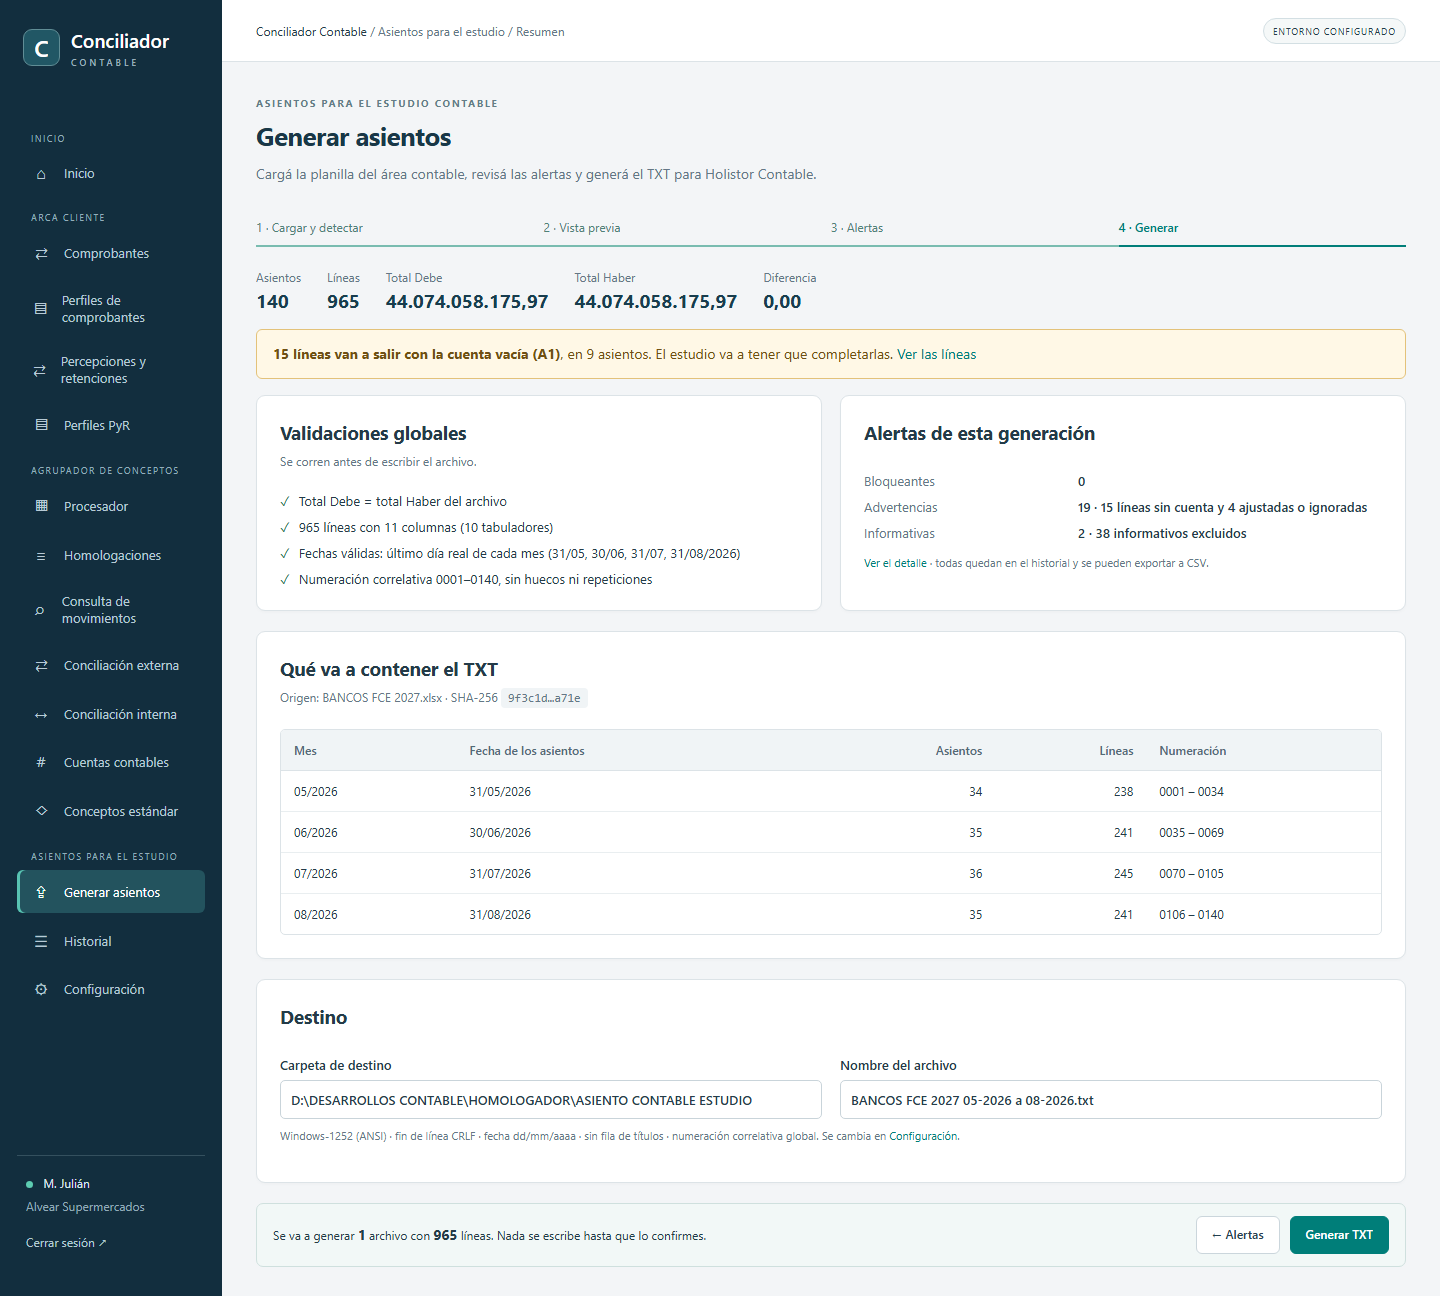 C
Conciliador
CONTABLE
INICIO
Inicio
ARCA CLIENTE
Comprobantes
Perfiles de
comprobantes
Percepciones y
retenciones
Perfiles PyR
AGRUPADOR DE CONCEPTOS
Procesador
Homologaciones
Consulta de
movimientos
Conciliación externa
Conciliación interna
# Cuentas contables
Conceptos estándar
ASIENTOS PARA EL ESTUDIO
Generar asientos
Historial
Configuración
M. Julián
Alvear Supermercados
Cerrar sesión ↗
Conciliador Contable / Asientos para el estudio / Resumen
ENTORNO CONFIGURADO
ASIENTOS PARA EL ESTUDIO CONTABLE
Generar asientos
Cargá la planilla del área contable, revisá las alertas y generá el TXT para Holistor Contable.
1 · Cargar y detectar
2 · Vista previa
3 · Alertas
4 · Generar
Asientos
140
Líneas
965
Total Debe
44.074.058.175,97
Total Haber
44.074.058.175,97
Diferencia
0,00
15 líneas van a salir con la cuenta vacía (A1), en 9 asientos. El estudio va a tener que completarlas. Ver las líneas
Validaciones globales
Se corren antes de escribir el archivo.
✓ Total Debe = total Haber del archivo
✓ 965 líneas con 11 columnas (10 tabuladores)
✓ Fechas válidas: último día real de cada mes (31/05, 30/06, 31/07, 31/08/2026)
✓ Numeración correlativa 0001–0140, sin huecos ni repeticiones
Alertas de esta generación
Bloqueantes 0
Advertencias 19 · 15 líneas sin cuenta y 4 ajustadas o ignoradas
Informativas 2 · 38 informativos excluidos
Ver el detalle · todas quedan en el historial y se pueden exportar a CSV.
Qué va a contener el TXT
Origen: BANCOS FCE 2027.xlsx · SHA-256 9f3c1d…a71e
Mes Fecha de los asientos Asientos Líneas Numeración
05/2026 31/05/2026 34 238 0001 – 0034
06/2026 30/06/2026 35 241 0035 – 0069
07/2026 31/07/2026 36 245 0070 – 0105
08/2026 31/08/2026 35 241 0106 – 0140
Destino
Carpeta de destino
D:\DESARROLLOS CONTABLE\HOMOLOGADOR\ASIENTO CONTABLE ESTUDIO
Nombre del archivo
BANCOS FCE 2027 05-2026 a 08-2026.txt
Windows-1252 (ANSI) · fin de línea CRLF · fecha dd/mm/aaaa · sin fila de títulos · numeración correlativa global. Se cambia en Configuración.
Se va a generar 1 archivo con 965 líneas. Nada se escribe hasta que lo confirmes.
← Alertas
Generar TXT